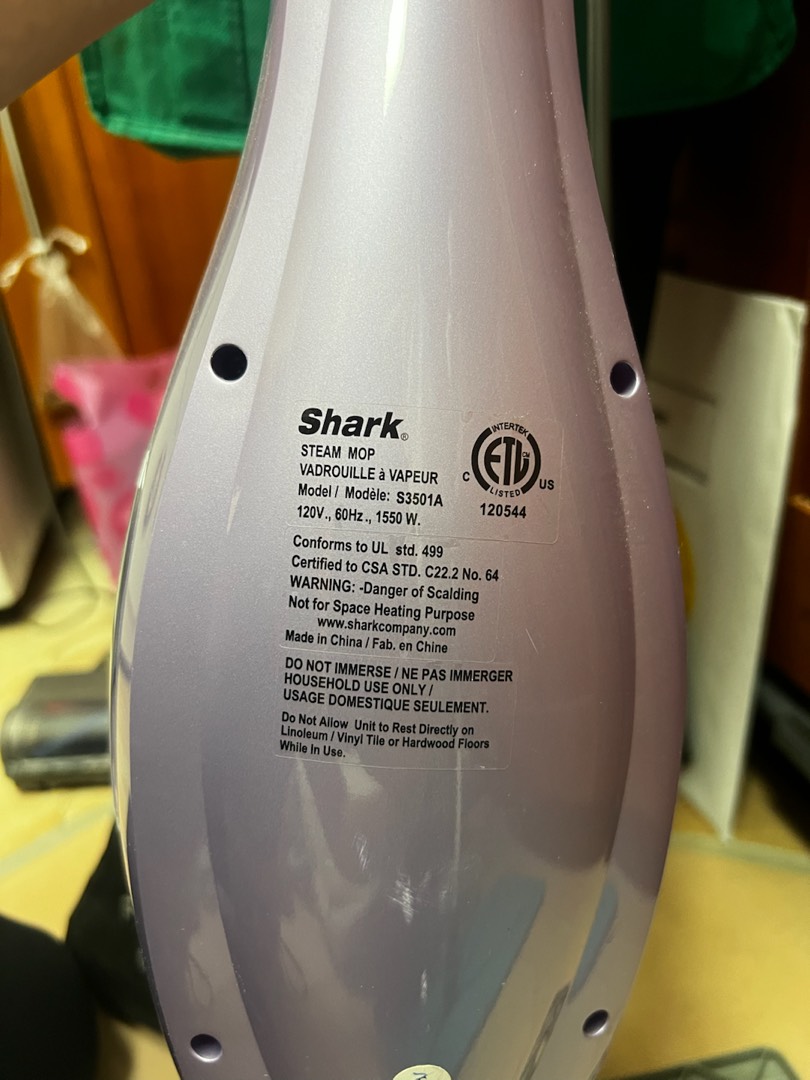 Shark®
STEAM MOP
VADROUILLE à VAPEUR
Model / Modèle: S3501A
120V., 60Hz., 1550 W.
INTERTEK
ETL CM
LISTED
C US
120544
Conforms to UL std. 499
Certified to CSA STD. C22.2 No. 64
WARNING: -Danger of Scalding
Not for Space Heating Purpose
www.sharkcompany.com
Made in China / Fab. en Chine
DO NOT IMMERSE / NE PAS IMMERGER
HOUSEHOLD USE ONLY /
USAGE DOMESTIQUE SEULEMENT.
Do Not Allow Unit to Rest Directly on
Linoleum / Vinyl Tile or Hardwood Floors
While In Use.